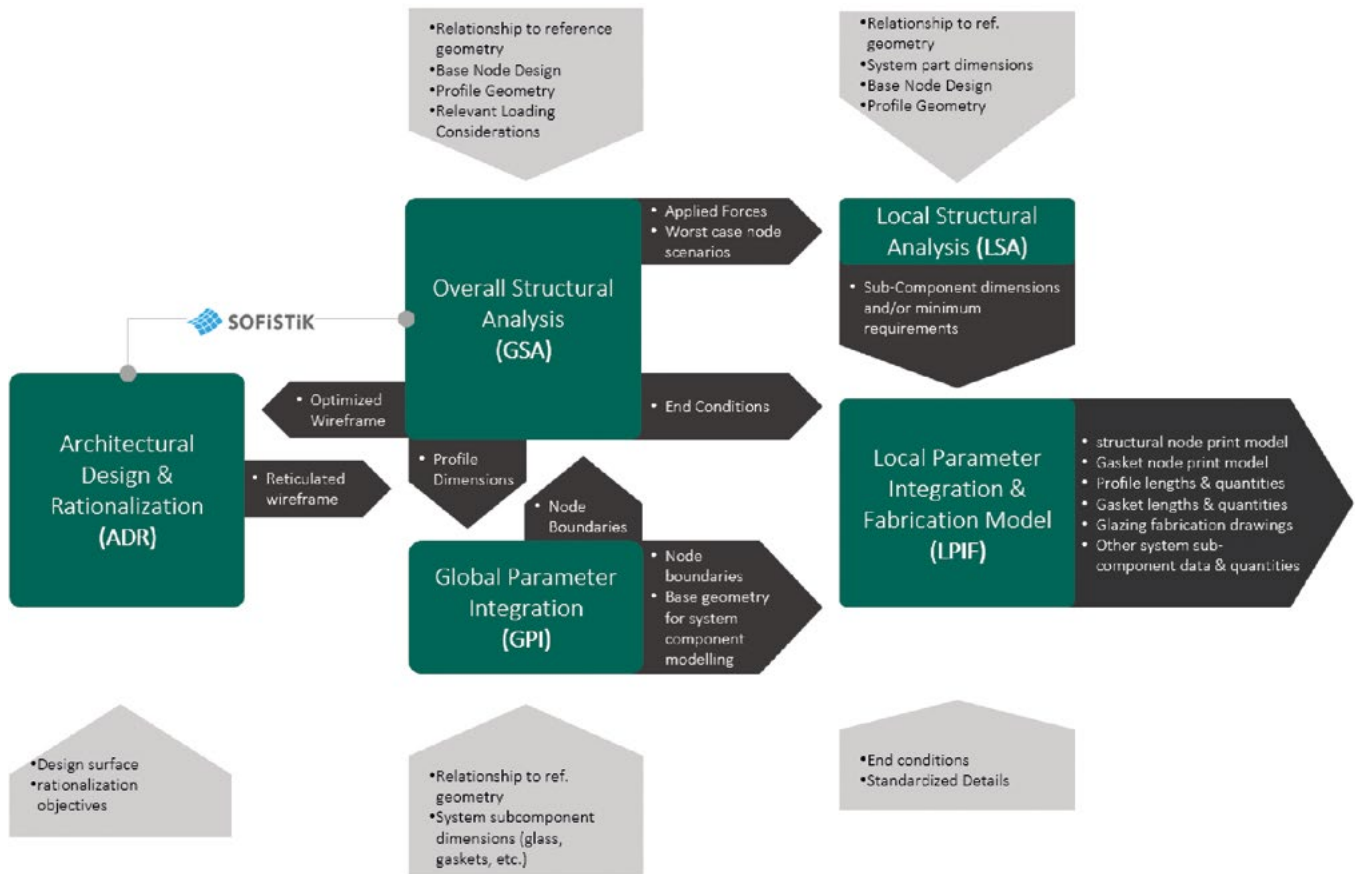 •Relationship to reference
geometry
•Base Node Design
•Profile Geometry
•Relevant Loading
Considerations
•Relationship to ref.
geometry
•System part dimensions
•Base Node Design
•Profile Geometry
Overall Structural
Analysis
(GSA)
• Applied Forces
• Worst case node
scenarios
Local Structural
Analysis (LSA)
• Sub-Component dimensions
and/or minimum
requirements
SOFiSTiK
Architectural
Design &
Rationalization
(ADR)
• Optimized
Wireframe
• Reticulated
wireframe
• Profile
Dimensions
• Node
Boundaries
• End Conditions
Global Parameter
Integration
(GPI)
• Node
boundaries
• Base geometry
for system
component
modelling
Local Parameter
Integration &
Fabrication Model
(LPIF)
• structural node print model
• Gasket node print model
• Profile lengths & quantities
• Gasket lengths & quantities
• Glazing fabrication drawings
• Other system sub-
component data & quantities
•Design surface
•rationalization
objectives
•Relationship to ref.
geometry
•System subcomponent
dimensions (glass,
gaskets, etc.)
•End conditions
•Standardized Details